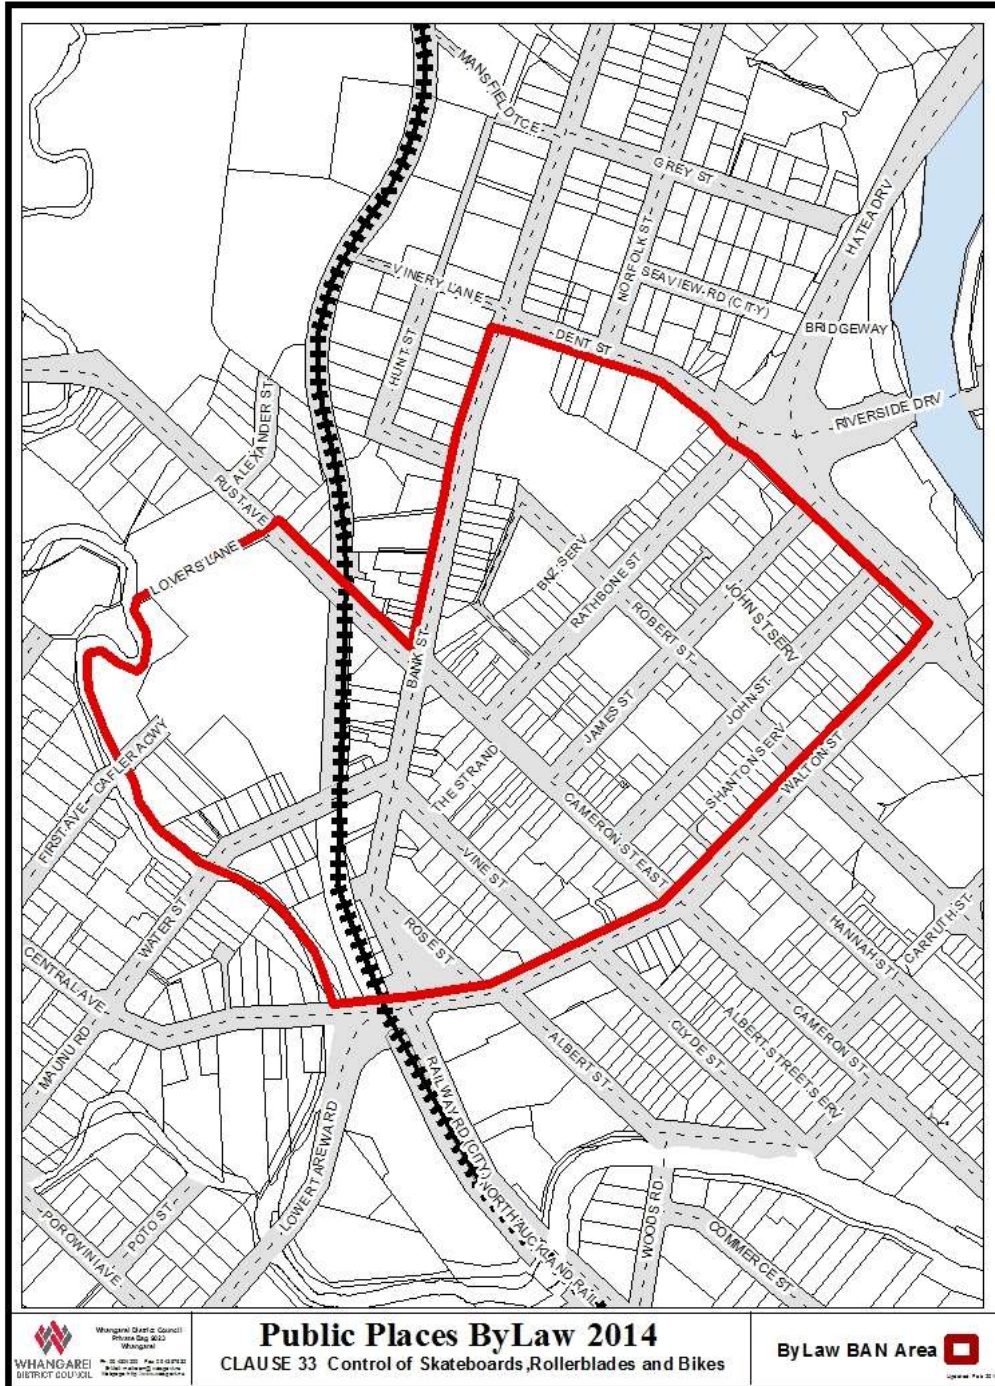 MANSFIELD TCE
GREY ST
HATEA DRV
NORFOLK ST
SEAVIEW RD (CITY)
VINERY LANE
BRIDGEWAY
DENT ST
HUNT ST
RIVERSIDE DRV
ALEXANDER ST
RUST AVE
LOVERS LANE
BNZ SERV
RATHBONE ST
ROBERT ST
JOHN ST SERV
BANK ST
JAMES ST
JOHN ST
SHANTON SERV
WALTON ST
THE STRAND
FIRST AVE
CAFLER ACWY
CAMERON ST EAST
VINE ST
WATER ST
ROSE ST
HANNAH ST
CARRUTH ST
CENTRAL AVE
MAUNU RD
ALBERT ST
CLYDE ST
ALBERT STREET SERV
CAMERON ST
RAILWAY RD (CITY)
NORTH AUCKLAND RAIL
LOWER TAREWA RD
POROWINI AVE
POTO ST
WOODS RD
COMMERCE ST
WHANGAREI
DISTRICT COUNCIL
Whangarei District Council
Private Bag 9023
Whangarei
Public Places ByLaw 2014
CLAUSE 33 Control of Skateboards,Rollerblades and Bikes
ByLaw BAN Area